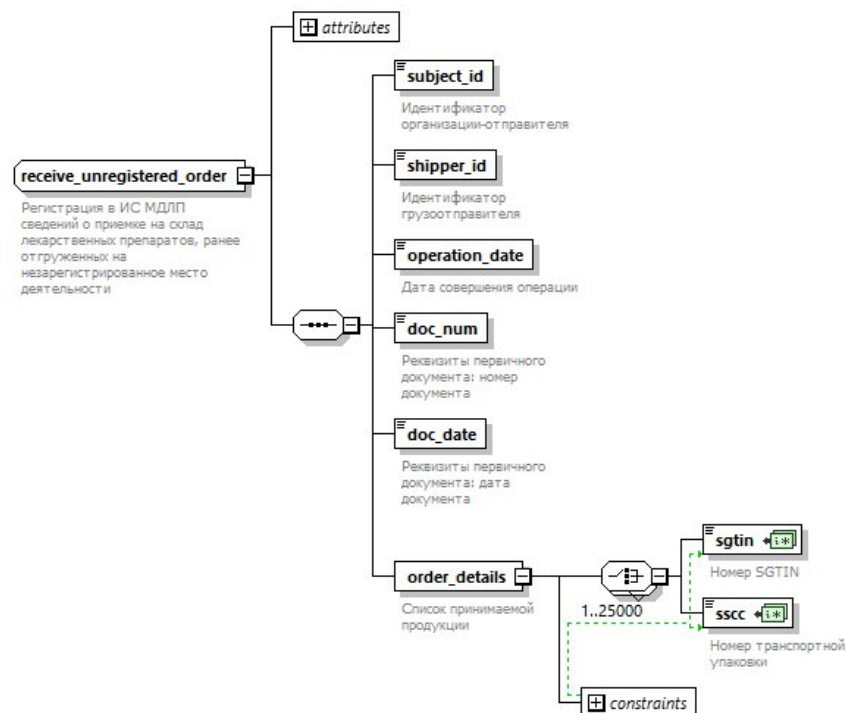 attributes
subject_id
Идентификатор
организации-отправителя
shipper_id
Идентификатор
грузоотправителя
receive_unregistered_order
Регистрация в ИС МДЛП
сведений о приемке на склад
лекарственных препаратов, ранее
отгруженных на
незарегистрированное место
деятельности
operation_date
Дата совершения операции
doc_num
Реквизиты первичного
документа: номер
документа
doc_date
Реквизиты первичного
документа: дата
документа
order_details
Список принимаемой
продукции
1..25000
sgtin
Номер SGTIN
sscc
Номер транспортной
упаковки
constraints